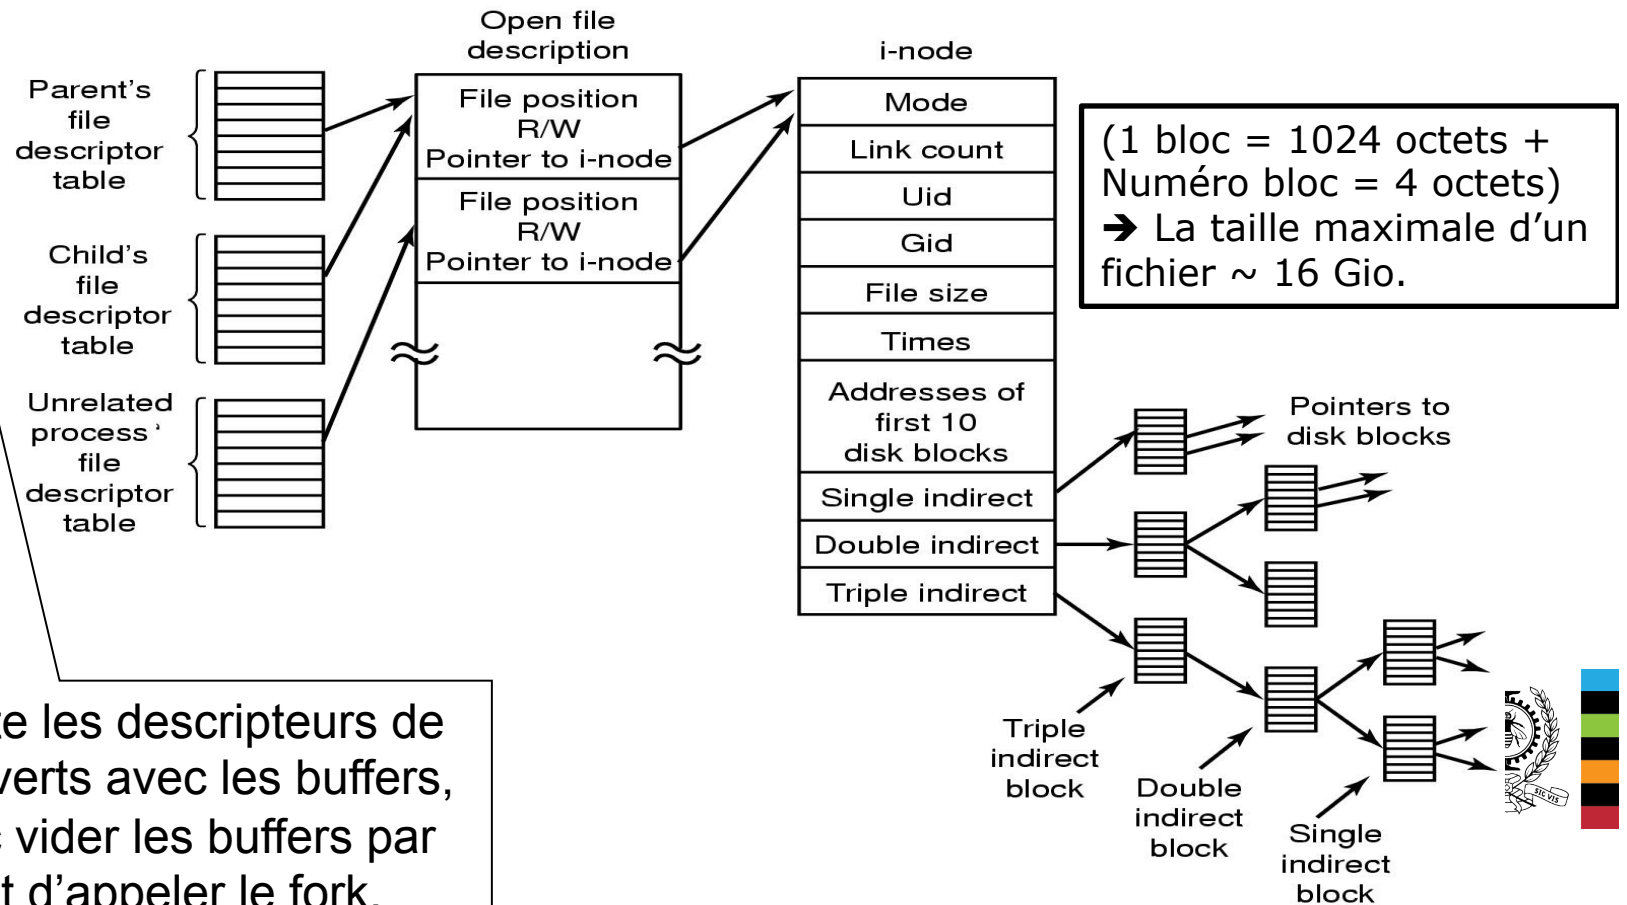 Open file
description
i-node
Parent's
file
descriptor
table
Child's
file
descriptor
table
Unrelated
process'
file
descriptor
table
File position
R/W
Pointer to i-node
File position
R/W
Pointer to i-node
Mode
Link count
Uid
Gid
File size
Times
Addresses of
first 10
disk blocks
Single indirect
Double indirect
Triple indirect
(1 bloc = 1024 octets +
Numéro bloc = 4 octets)
➔ La taille maximale d’un
fichier ~ 16 Gio.
Pointers to
disk blocks
Triple
indirect
block
Double
indirect
block
Single
indirect
block
les descripteurs de
avec les buffers,
vider les buffers par
d’appeler le fork.
SIC VIS